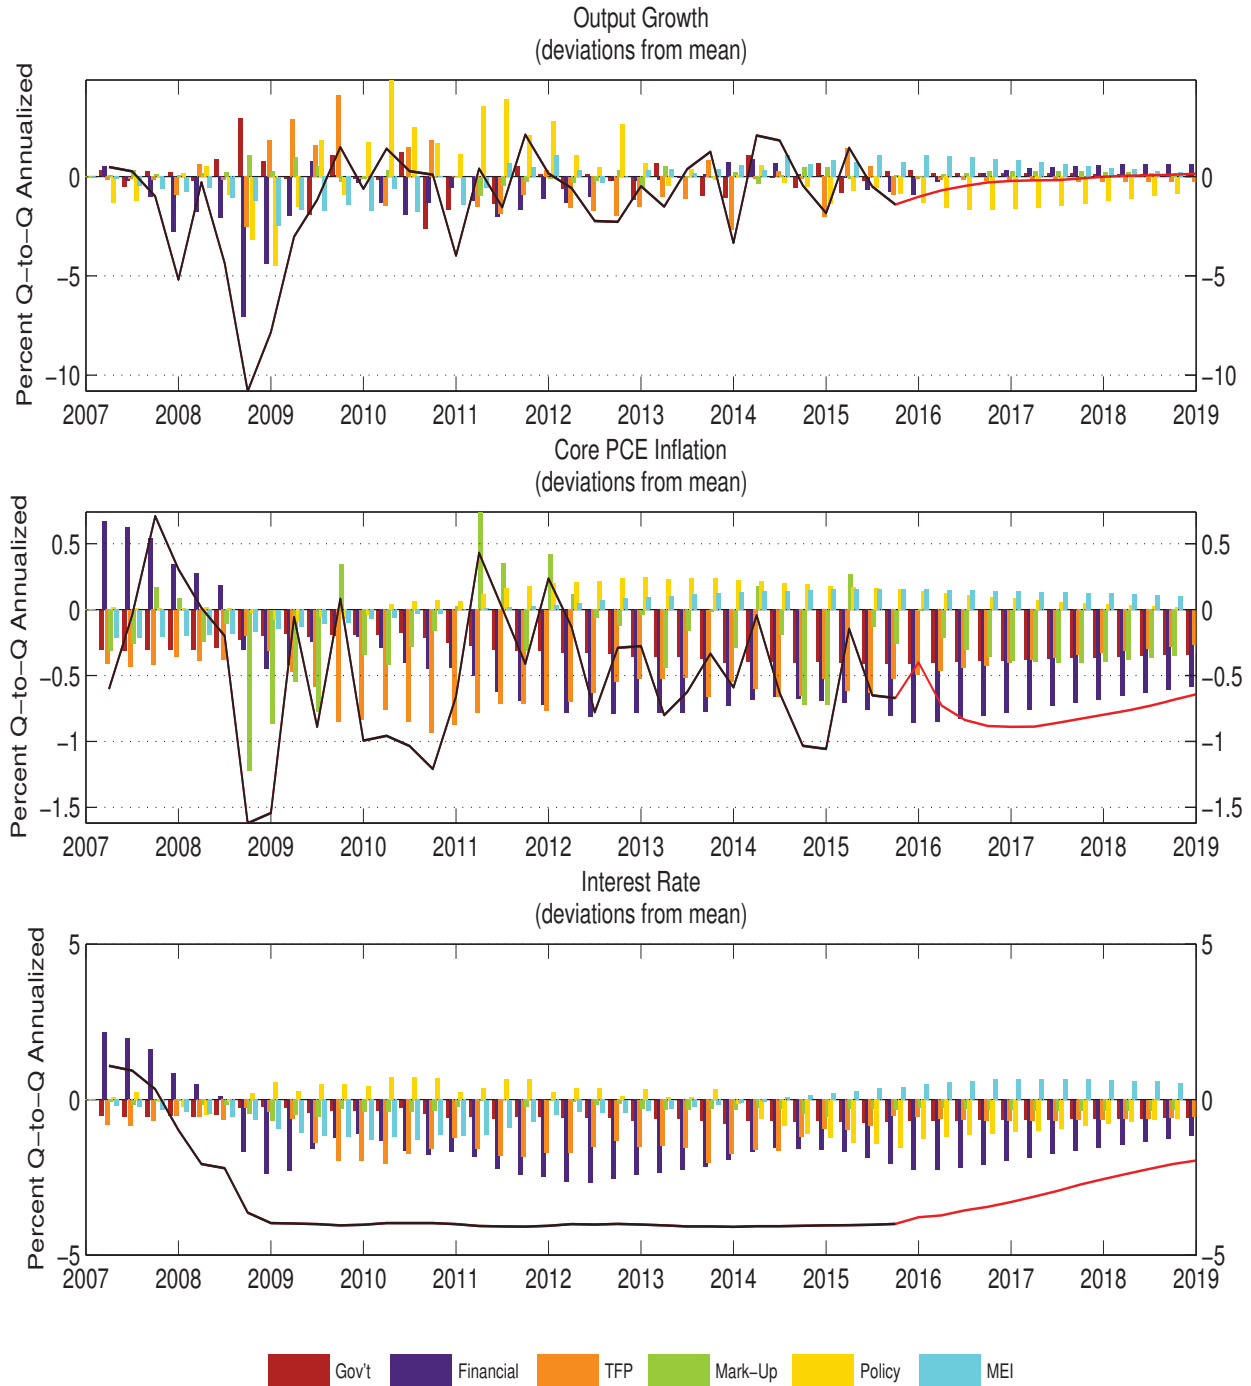 Output Growth
(deviations from mean)
Percent Q-to-Q Annualized
0 0
-5 -5
-10 -10
2007 2008 2009 2010 2011 2012 2013 2014 2015 2016 2017 2018 2019
Core PCE Inflation
(deviations from mean)
Percent Q-to-Q Annualized
0.5 0.5
0 0
-0.5 -0.5
-1 -1
-1.5 -1.5
2007 2008 2009 2010 2011 2012 2013 2014 2015 2016 2017 2018 2019
Interest Rate
(deviations from mean)
Percent Q-to-Q Annualized
5 5
0 0
-5 -5
2007 2008 2009 2010 2011 2012 2013 2014 2015 2016 2017 2018 2019
Gov't Financial TFP Mark-Up Policy MEI